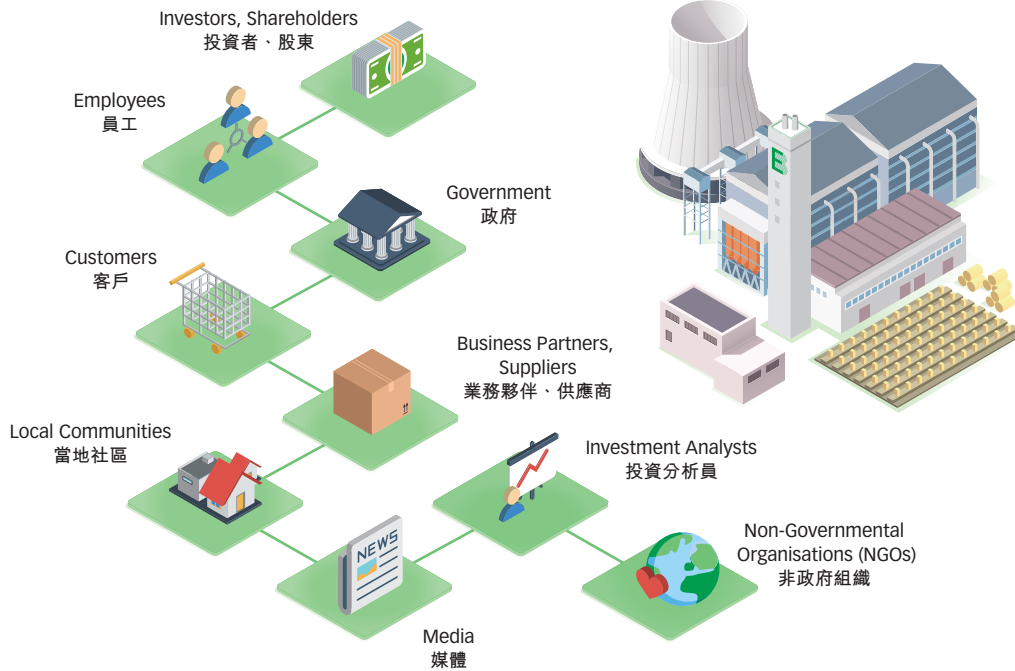 Investors, Shareholders
投資者、股東
Employees
員工
Government
政府
Customers
客戶
Business Partners,
Suppliers
業務夥伴、供應商
Local Communities
當地社區
Investment Analysts
投資分析員
NEWS
Non-Governmental
Organisations (NGOs)
非政府組織
Media
媒體